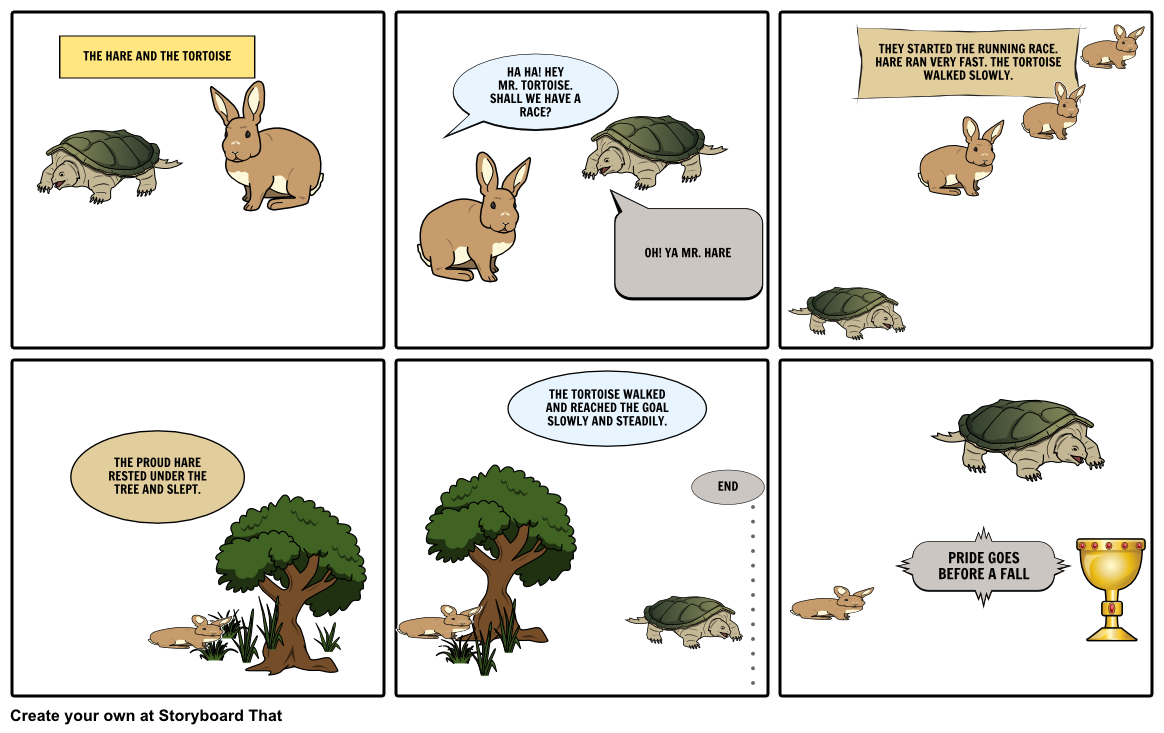 THE HARE AND THE TORTOISE
HA HA! HEY
MR. TORTOISE.
SHALL WE HAVE A
RACE?
OH! YA MR. HARE
THEY STARTED THE RUNNING RACE.
HARE RAN VERY FAST. THE TORTOISE
WALKED SLOWLY.
THE PROUD HARE
RESTED UNDER THE
TREE AND SLEPT.
THE TORTOISE WALKED
AND REACHED THE GOAL
SLOWLY AND STEADILY.
END
PRIDE GOES
BEFORE A FALL
Create your own at Storyboard That